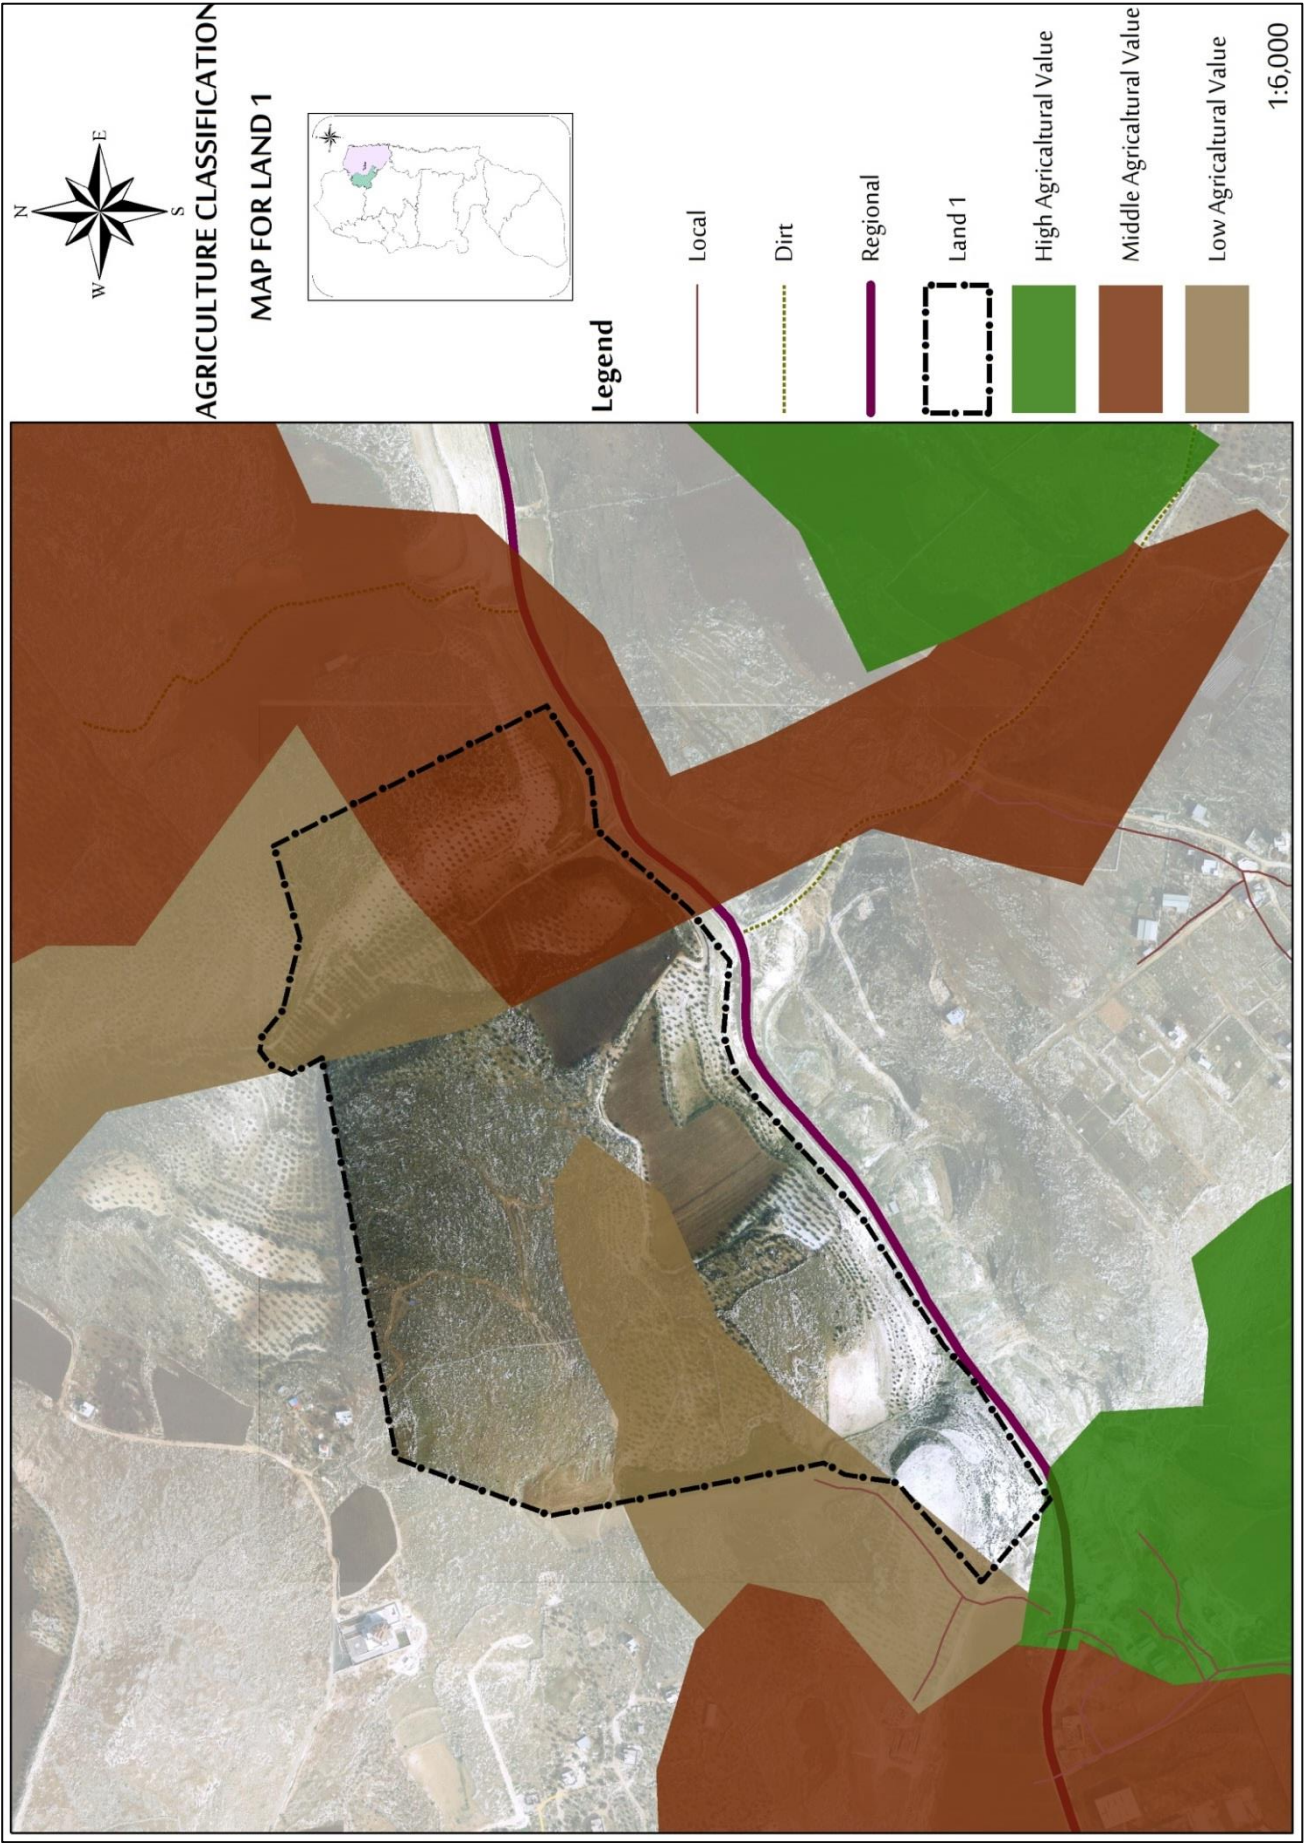 N
W
E
S
AGRICULTURE CLASSIFICATION
MAP FOR LAND 1
Legend
Local
Dirt
Regional
Land 1
High Agricaltural Value
Middle Agricaltural Value
Low Agricaltural Value
1:6,000